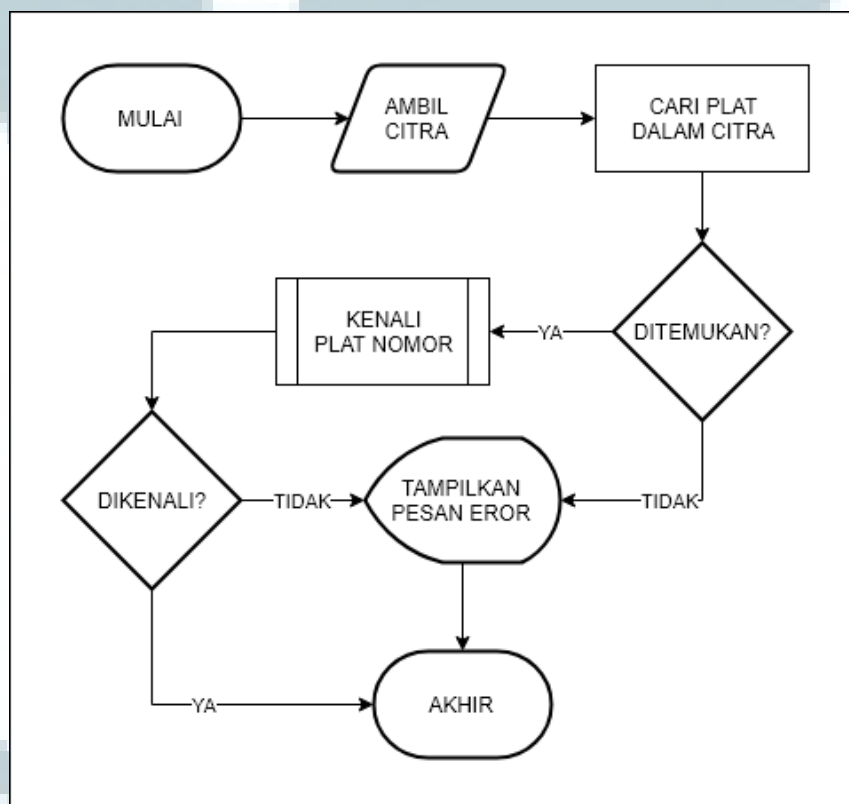 MULAI
AMBIL
CITRA
CARI PLAT
DALAM CITRA
DITEMUKAN?
YA
KENALI
PLAT NOMOR
DIKENALI?
TIDAK
TAMPILKAN
PESAN EROR
TIDAK
YA
AKHIR